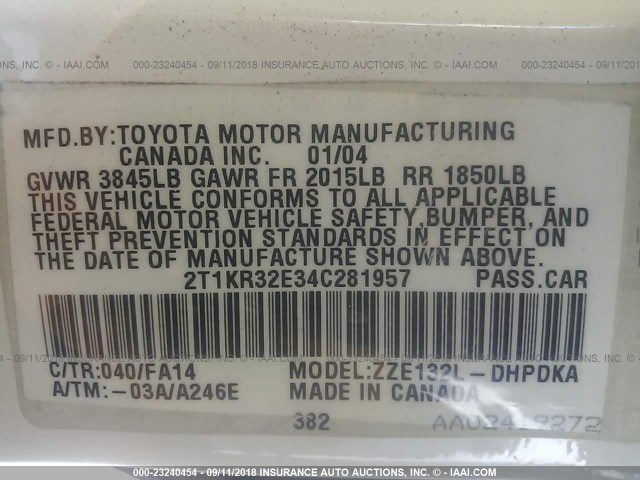 000-23240454 - 09/11/2018 INSURANCE AUTO AUCTIONS, INC. - IAAI.COM
MFD.BY:TOYOTA MOTOR MANUFACTURING
CANADA INC. 01/04
GVWR 3845LB GAWR FR 2015LB RR 1850LB
THIS VEHICLE CONFORMS TO ALL APPLICABLE
FEDERAL MOTOR VEHICLE SAFETY,BUMPER, AND
THEFT PREVENTION STANDARDS IN EFFECT ON
THE DATE OF MANUFACTURE SHOWN ABOVE.
2T1KR32E34C281957 PASS.CAR
C/TR:040/FA14 MODEL:ZZE132L-DHPDKA
A/TM:-03A/A246E MADE IN CANADA
382 AA02419272
000-23240454 - 09/11/2018 INSURANCE AUTO AUCTIONS, INC. - IAAI.COM